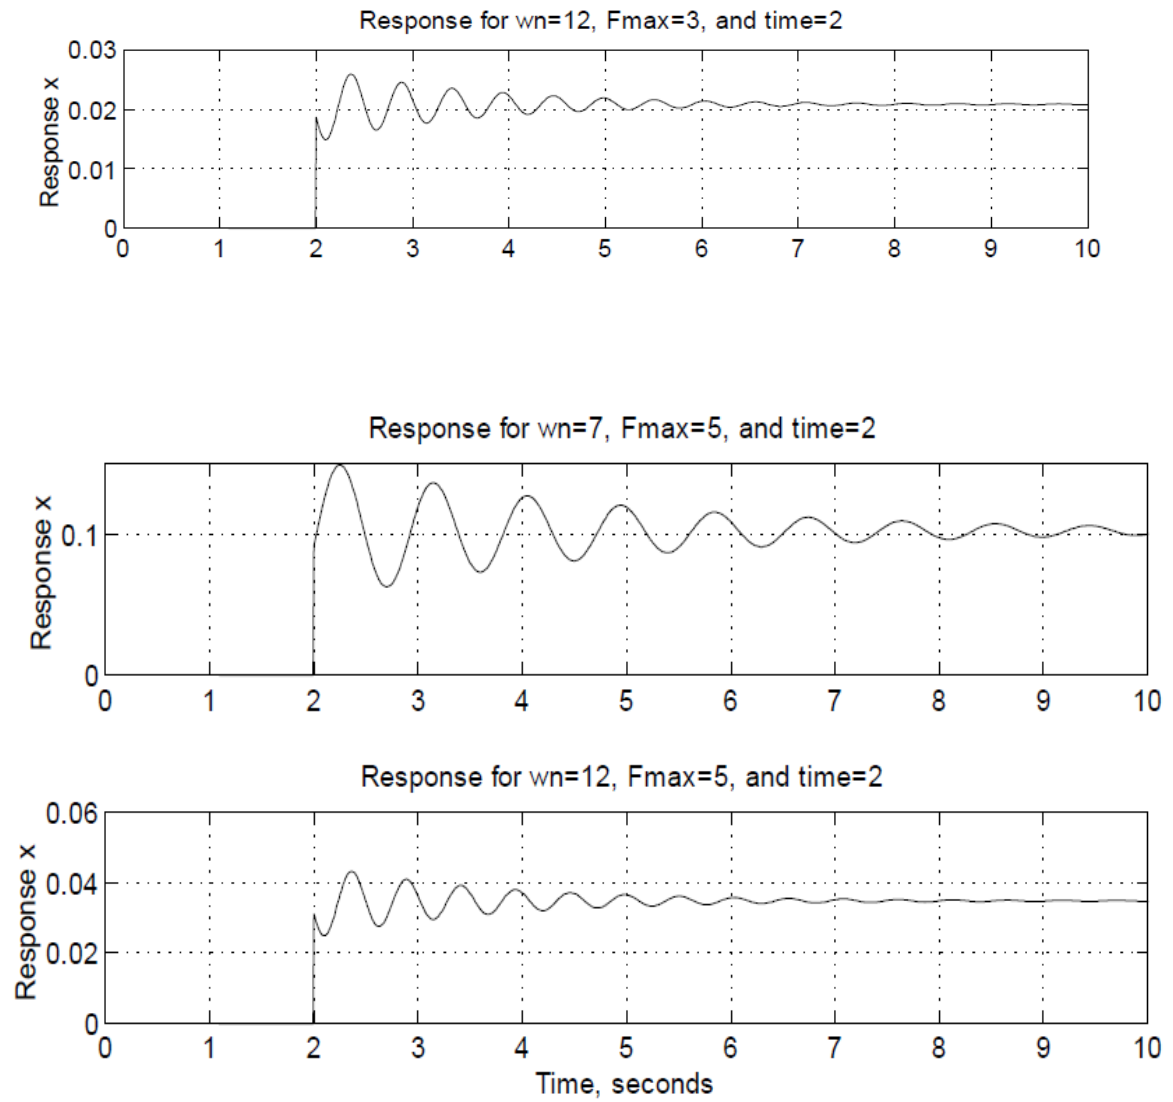 Response for wn=12, Fmax=3, and time=2
0.03
0.02
0.01
0
Response x
0 1 2 3 4 5 6 7 8 9 10
Response for wn=7, Fmax=5, and time=2
0.1
0
Response x
0 1 2 3 4 5 6 7 8 9 10
Response for wn=12, Fmax=5, and time=2
0.06
0.04
0.02
0
Response x
0 1 2 3 4 5 6 7 8 9 10
Time, seconds